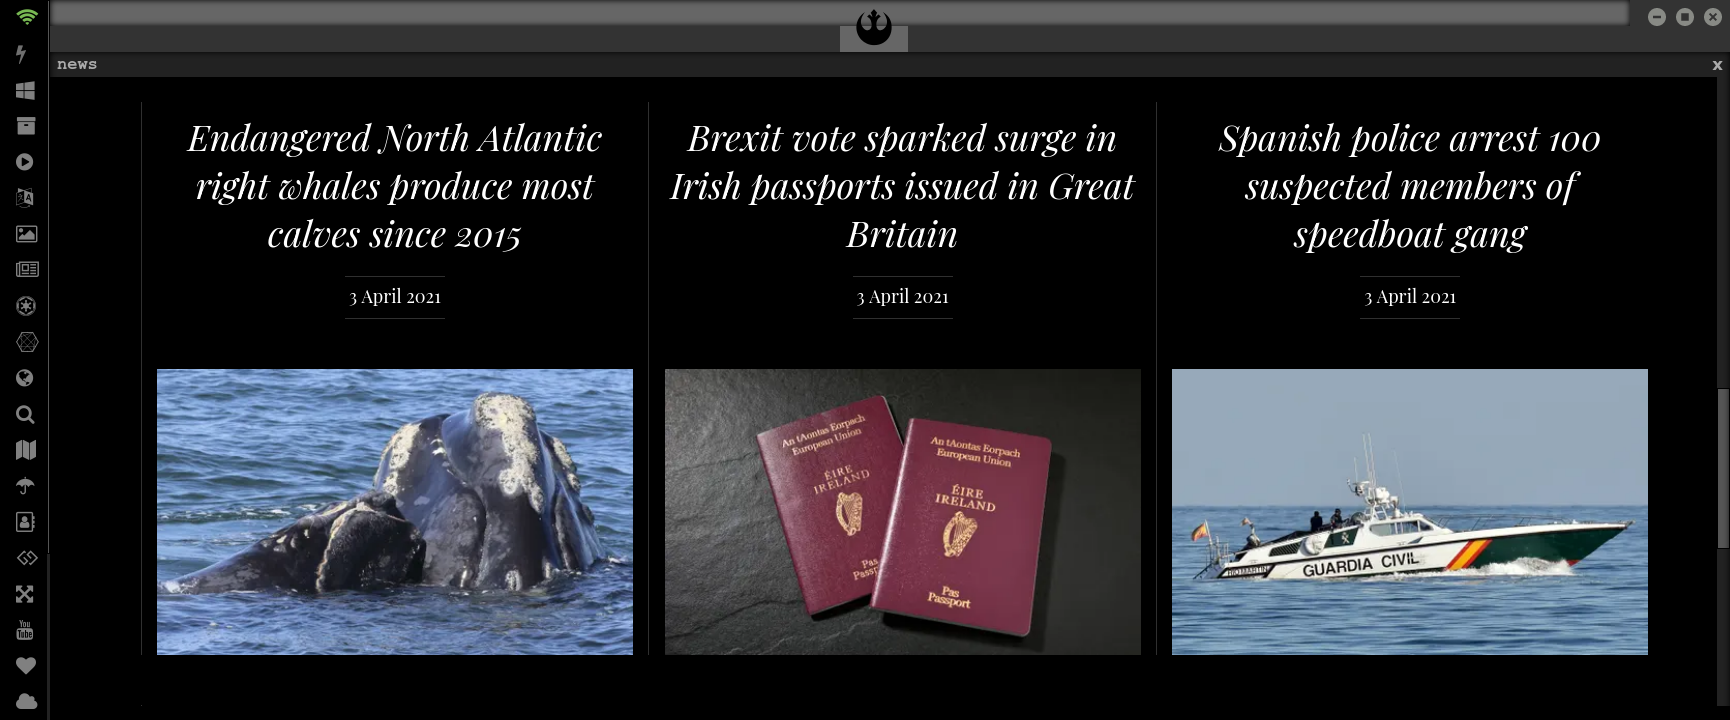 news
x
Endangered North Atlantic
right whales produce most
calves since 2015
3 April 2021
Brexit vote sparked surge in
Irish passports issued in Great
Britain
3 April 2021
Spanish police arrest 100
suspected members of
speedboat gang
3 April 2021
An tAontas Eorpach
European Union
ÉIRE
IRELAND
Pas
An tAontas Eorpach
European Union
ÉIRE
IRELAND
Pas
Passport
RIO MARTIN
GUARDIA CIVIL
You
Tube